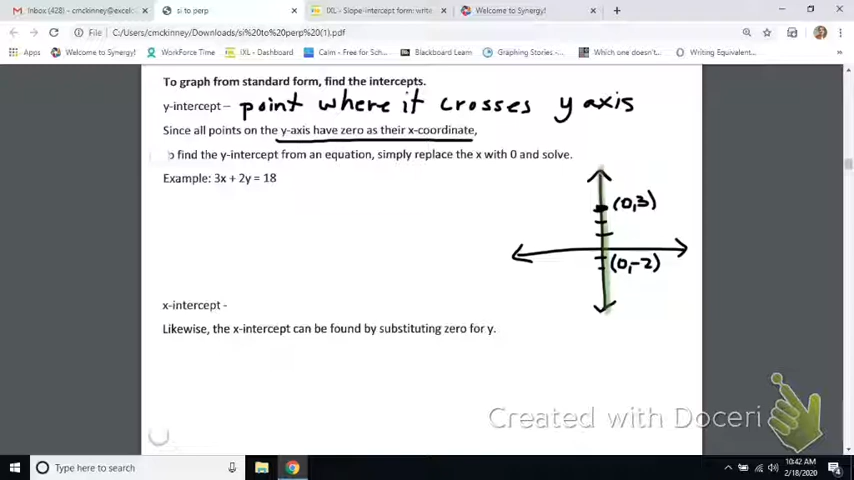 Inbox (428) - cmckinney@excelc
si to perp
IXL - Slope-intercept form: write
Welcome to Synergy!
File
C:/Users/cmckinney/Downloads/si%20to%20perp%20(1).pdf
Apps
Welcome to Synergy!
WorkForce Time
IXL - Dashboard
Calm - Free for Sch...
Blackboard Learn
Graphing Stories -...
Which one doesn't...
Writing Equivalent...
To graph from standard form, find the intercepts.
y-intercept – point where it crosses y axis
Since all points on the y-axis have zero as their x-coordinate,
o find the y-intercept from an equation, simply replace the x with 0 and solve.
Example: 3x + 2y = 18
(0,3)
(0,-2)
x-intercept -
Likewise, the x-intercept can be found by substituting zero for y.
Created with Doceri
Type here to search
10:42 AM
2/18/2020
4